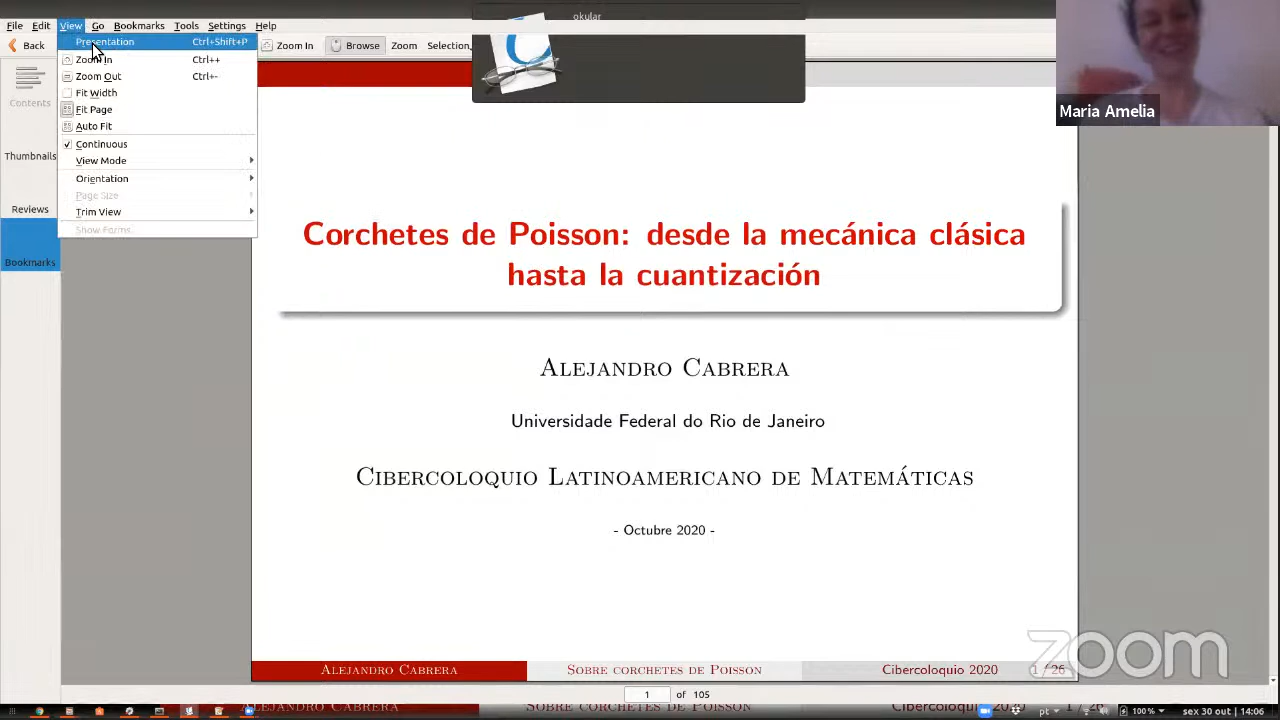 File Edit View Go Bookmarks Tools Settings Help
okular
Back
Zoom In Browse Zoom Selection
Presentation Ctrl+Shift+P
Zoom In Ctrl++
Zoom Out Ctrl+-
Fit Width
Fit Page
Auto Fit
Continuous
View Mode
Orientation
Page Size
Trim View
Show Forms
Contents
Thumbnails
Reviews
Bookmarks
Maria Amelia
Corchetes de Poisson: desde la mecánica clásica
hasta la cuantización
Alejandro Cabrera
Universidade Federal do Rio de Janeiro
Cibercoloquio Latinoamericano de Matemáticas
- Octubre 2020 -
zoom
Alejandro Cabrera Sobre corchetes de Poisson Cibercoloquio 2020 1 / 26
1 of 105
pt 100% sex 30 out | 14:06